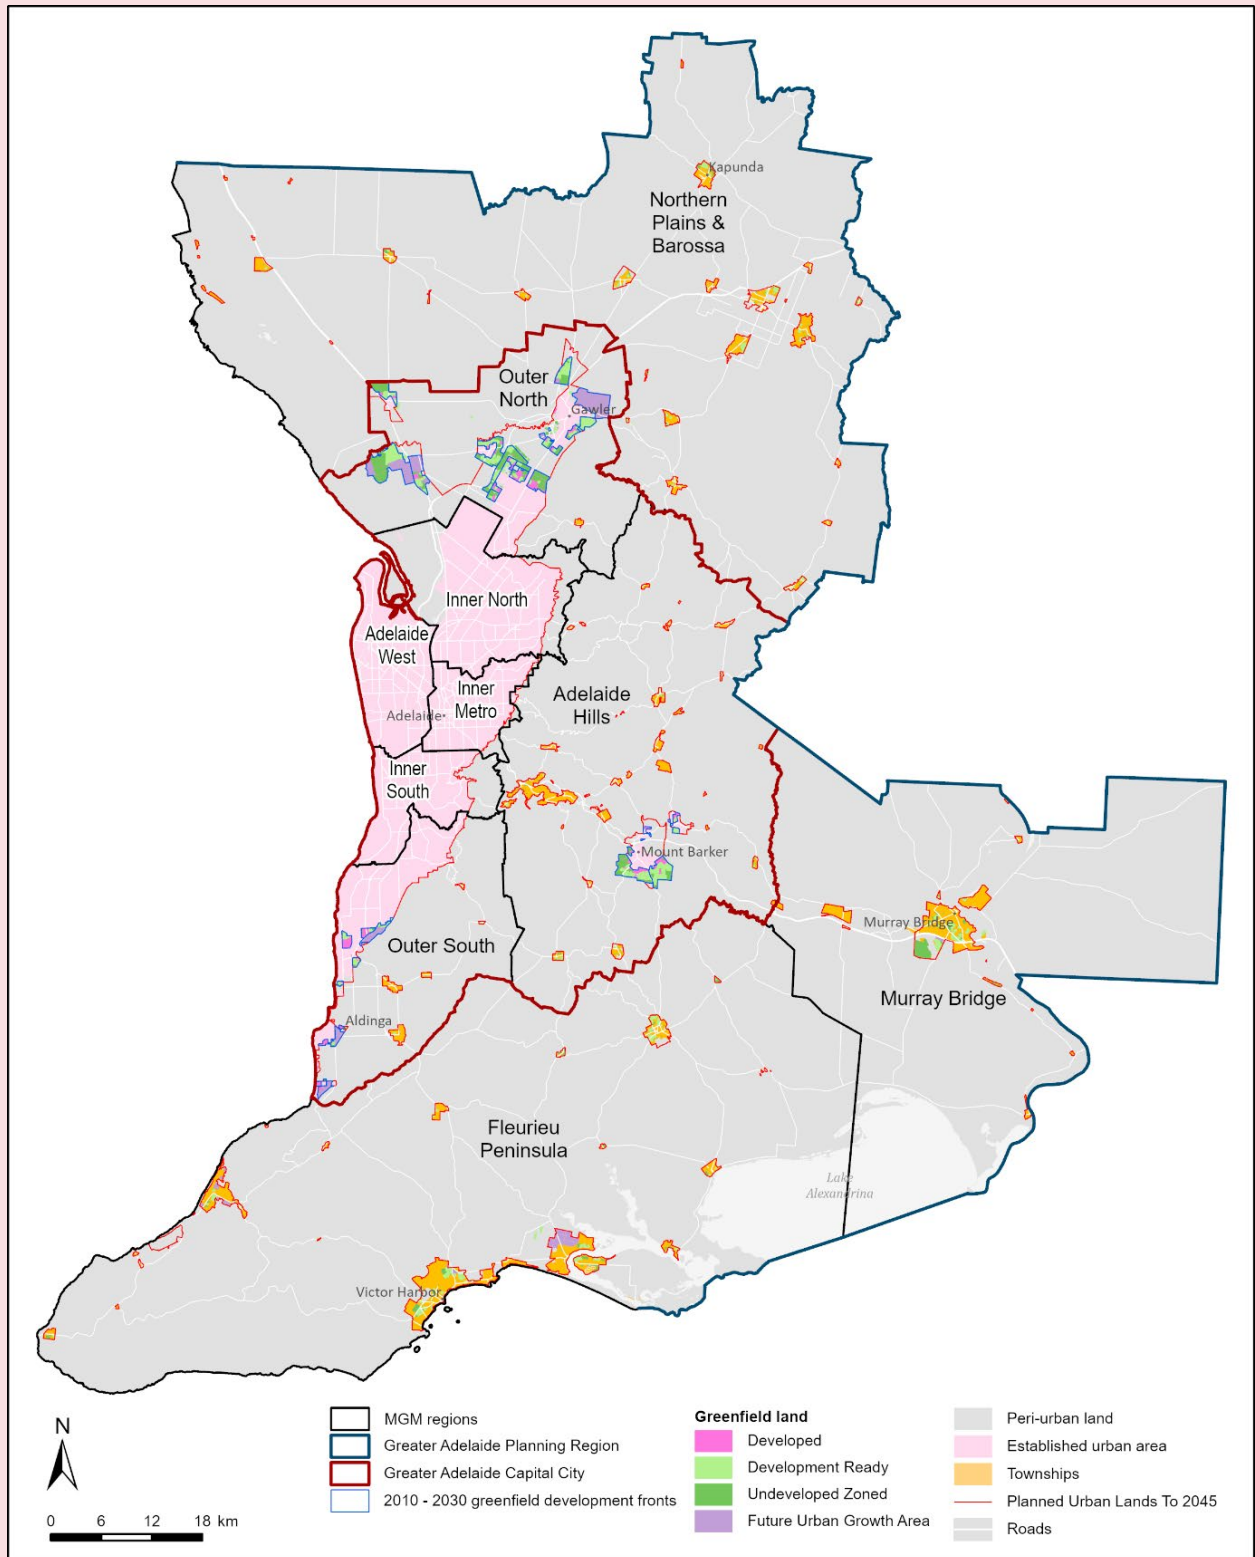 Kapunda
Northern
Plains &
Barossa
Outer
North
Gawler
Inner North
Adelaide
West
Inner
Metro
Adelaide
Adelaide
Hills
Inner
South
Mount Barker
Murray Bridge
Outer South
Murray Bridge
Aldinga
Fleurieu
Peninsula
Lake
Alexandrina
Victor Harbor
N
0 6 12 18 km
MGM regions
Greater Adelaide Planning Region
Greater Adelaide Capital City
2010 - 2030 greenfield development fronts
Greenfield land
Developed
Development Ready
Undeveloped Zoned
Future Urban Growth Area
Peri-urban land
Established urban area
Townships
Planned Urban Lands To 2045
Roads